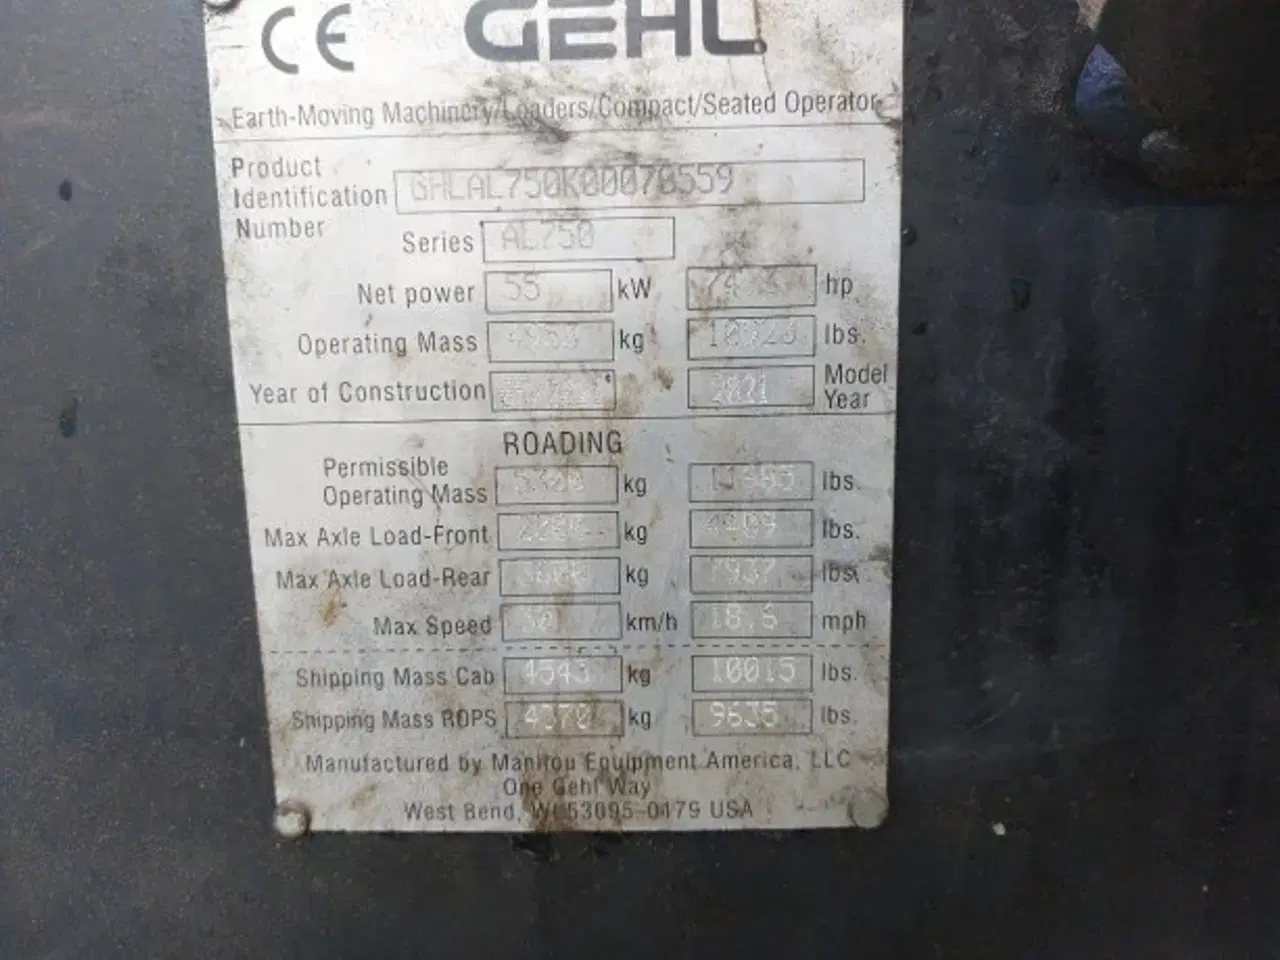 CE GEHL
Earth-Moving Machinery/Loaders/Compact/Seated Operator
Product Identification Number GHLAL750K00070559
Series AL750
Net power 55 kW hp
Operating Mass kg lbs.
Year of Construction 2021 Model Year
ROADING
Permissible Operating Mass 5300 kg lbs.
Max Axle Load-Front kg lbs.
Max Axle Load-Rear kg 7937 lbs.
Max Speed 30 km/h 18.6 mph
Shipping Mass Cab 4543 kg 10015 lbs.
Shipping Mass ROPS 4370 kg 9635 lbs.
Manufactured by Manitou Equipment America, LLC
One Gehl Way
West Bend, WI 53095-0179 USA